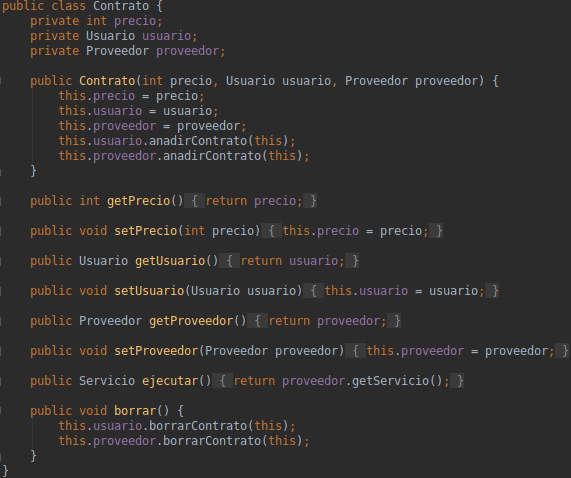 public class Contrato {
private int precio;
private Usuario usuario;
private Proveedor proveedor;
public Contrato(int precio, Usuario usuario, Proveedor proveedor) {
this.precio = precio;
this.usuario = usuario;
this.proveedor = proveedor;
this.usuario.anadirContrato(this);
this.proveedor.anadirContrato(this);
}
public int getPrecio() { return precio; }
public void setPrecio(int precio) { this.precio = precio; }
public Usuario getUsuario() { return usuario; }
public void setUsuario(Usuario usuario) { this.usuario = usuario; }
public Proveedor getProveedor() { return proveedor; }
public void setProveedor(Proveedor proveedor) { this.proveedor = proveedor; }
public Servicio ejecutar() { return proveedor.getServicio(); }
public void borrar() {
this.usuario.borrarContrato(this);
this.proveedor.borrarContrato(this);
}
}